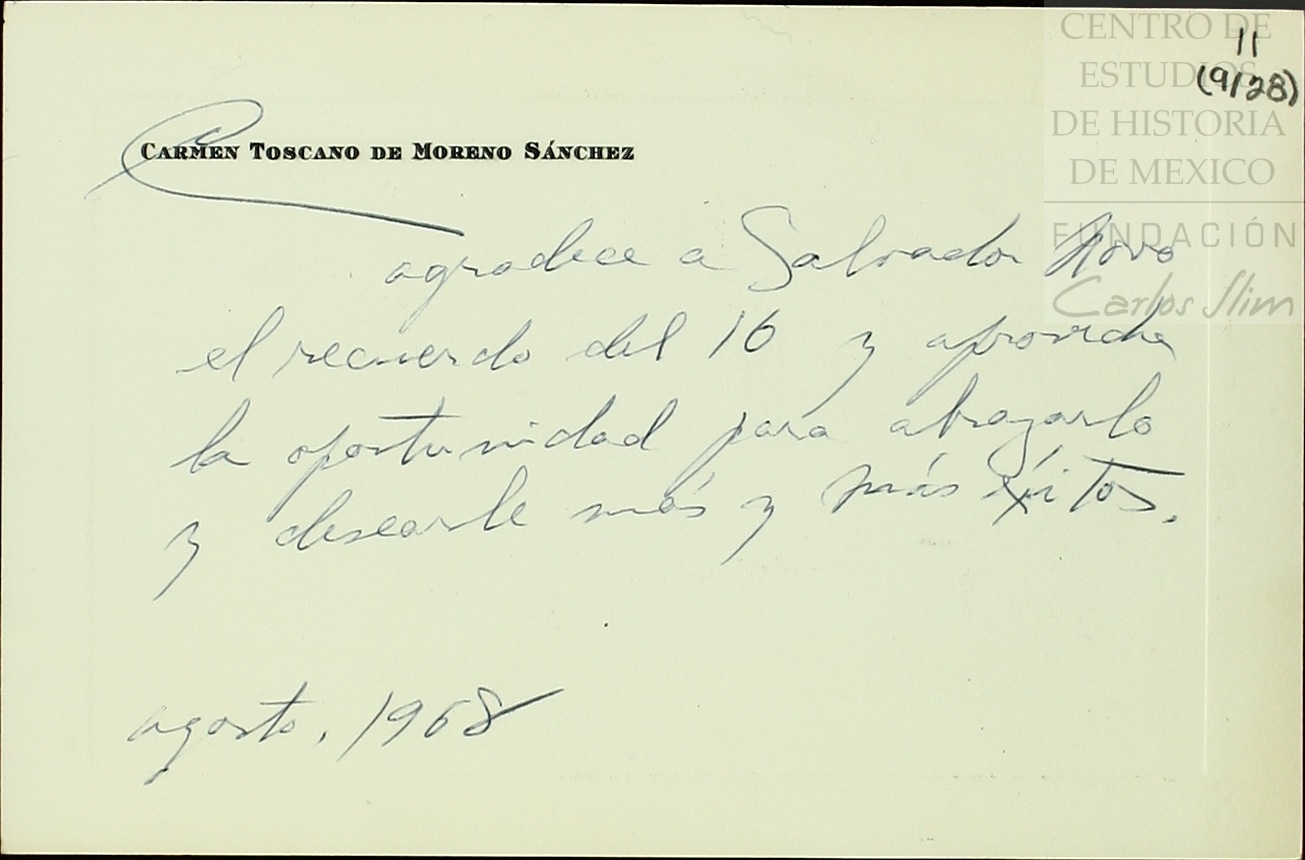 CENTRO DE
ESTUDIOS
DE HISTORIA
DE MEXICO
FUNDACIÓN
Carlos Slim
11
(9/28)
CARMEN TOSCANO DE MORENO SÁNCHEZ
agradece a Salvador Novo
el recuerdo del 16 y aprovecha
la oportunidad para abrazarlo
y desearle más y más éxitos.
agosto, 1968